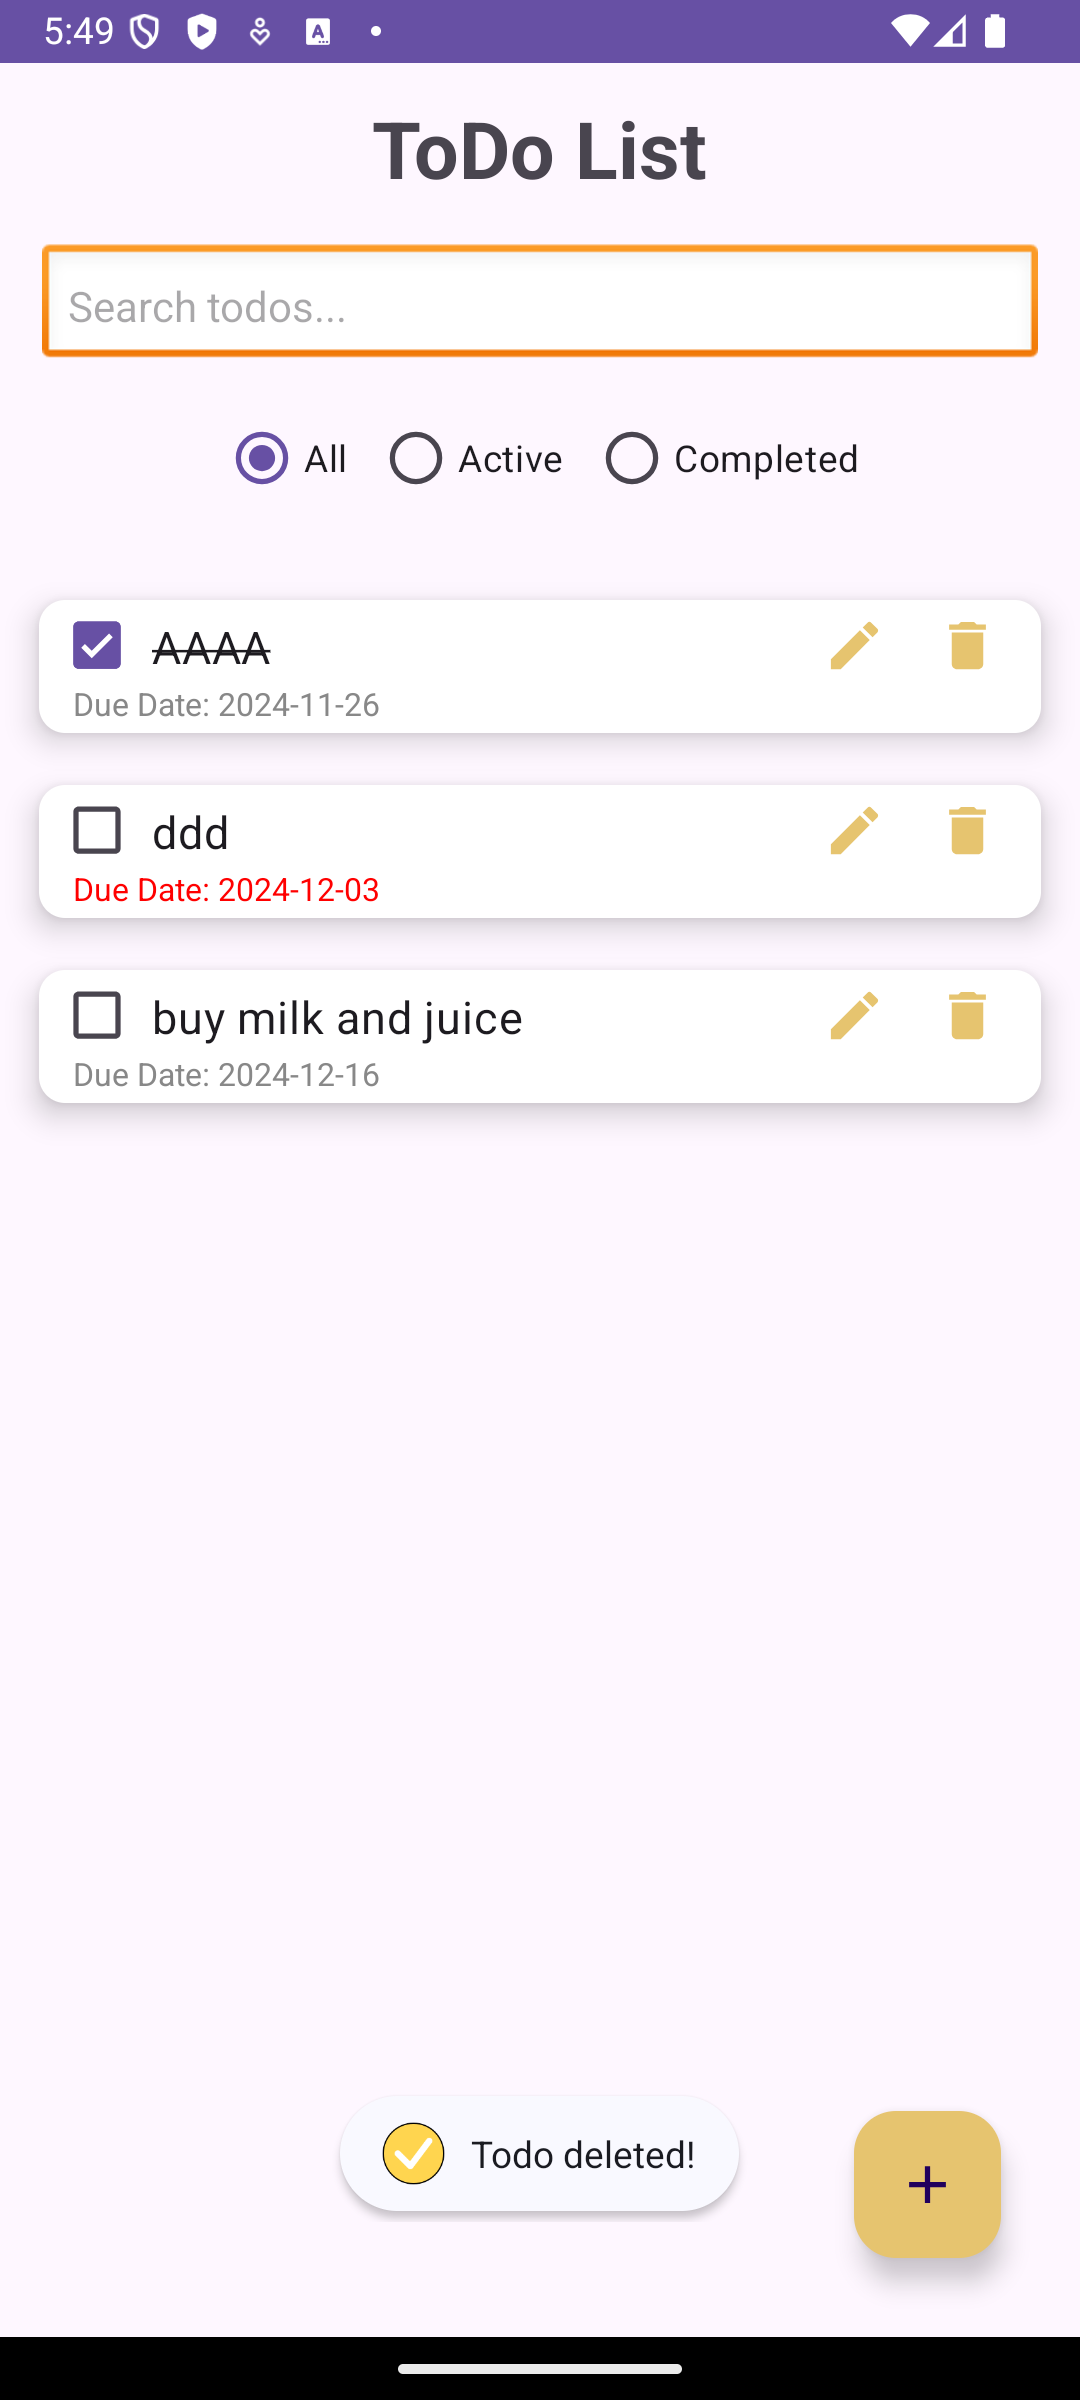 5:49
ToDo List
Search todos...
All Active Completed
AAAA
Due Date: 2024-11-26
ddd
Due Date: 2024-12-03
buy milk and juice
Due Date: 2024-12-16
Todo deleted!